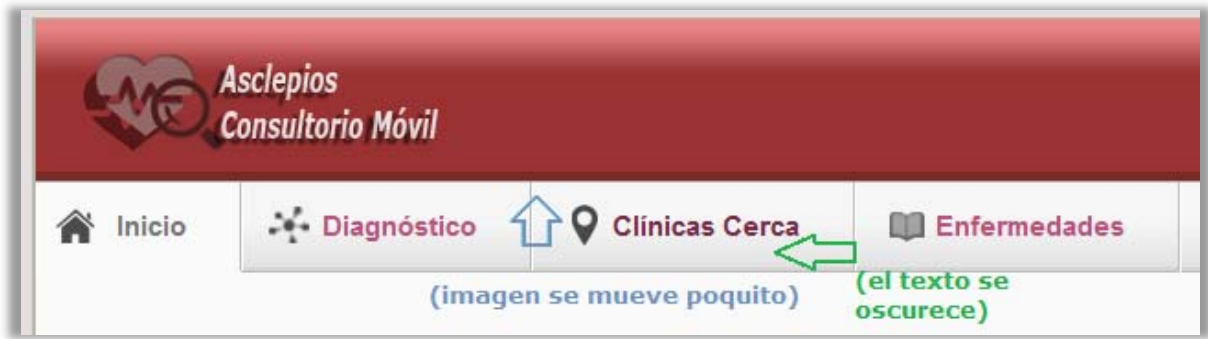 Asclepios
Consultorio Móvil
Inicio
Diagnóstico
Clínicas Cerca
Enfermedades
(imagen se mueve poquito)
(el texto se
oscurece)